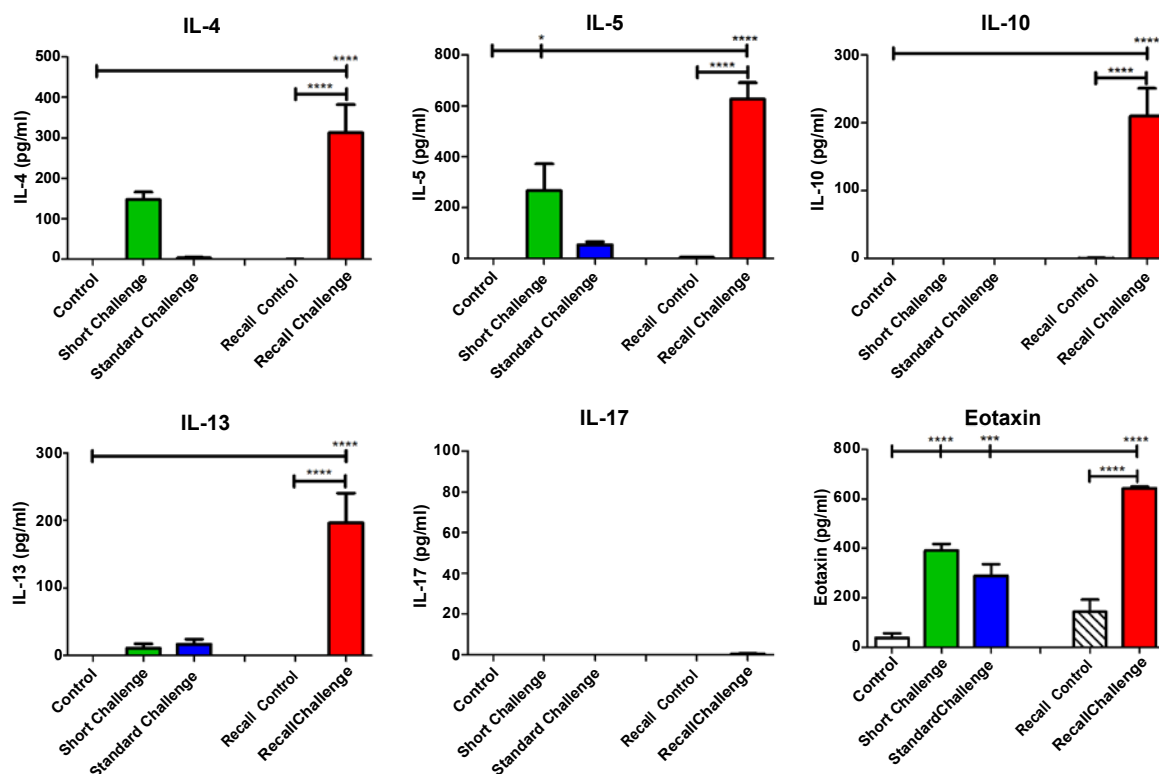 IL-4
****
****
IL-4 (pg/ml)
500
400
300
200
100
0
Control
Short Challenge
Standard Challenge
Recall Control
Recall Challenge
IL-5
*
****
****
IL-5 (pg/ml)
800
600
400
200
0
Control
Short Challenge
Standard Challenge
Recall Control
Recall Challenge
IL-10
****
****
IL-10 (pg/ml)
300
200
100
0
Control
Short Challenge
Standard Challenge
Recall Control
Recall Challenge
IL-13
****
****
IL-13 (pg/ml)
300
200
100
0
Control
Short Challenge
Standard Challenge
Recall Control
RecallChallenge
IL-17
IL-17 (pg/ml)
100
80
60
40
20
0
Control
Short Challenge
Standard Challenge
Recall Control
RecallChallenge
Eotaxin
****
***
****
****
Eotaxin (pg/ml)
800
600
400
200
0
Control
Short Challenge
StandardChallenge
Recall Control
RecallChallenge